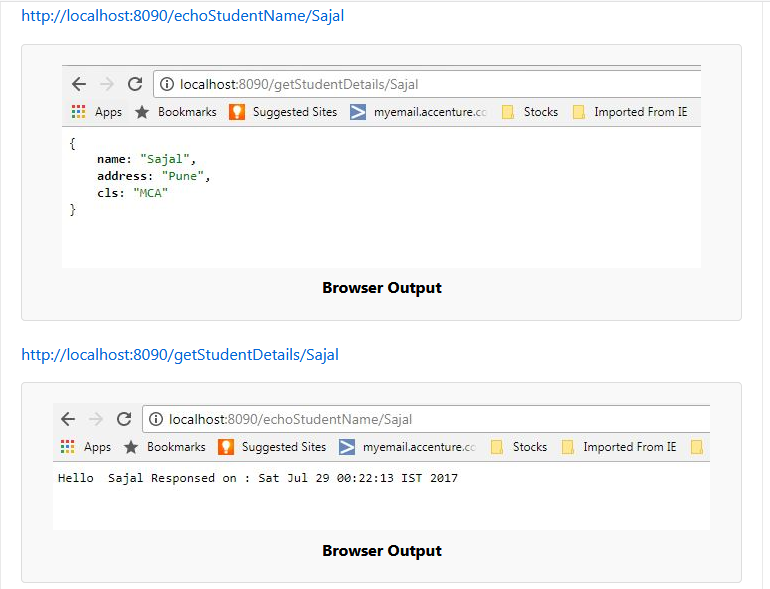 http://localhost:8090/echoStudentName/Sajal
localhost:8090/getStudentDetails/Sajal
Apps Bookmarks Suggested Sites myemail.accenture.co Stocks Imported From IE
{
name: "Sajal",
address: "Pune",
cls: "MCA"
}
Browser Output
http://localhost:8090/getStudentDetails/Sajal
localhost:8090/echoStudentName/Sajal
Apps Bookmarks Suggested Sites myemail.accenture.cc Stocks Imported From IE
Hello Sajal Responsed on : Sat Jul 29 00:22:13 IST 2017
Browser Output